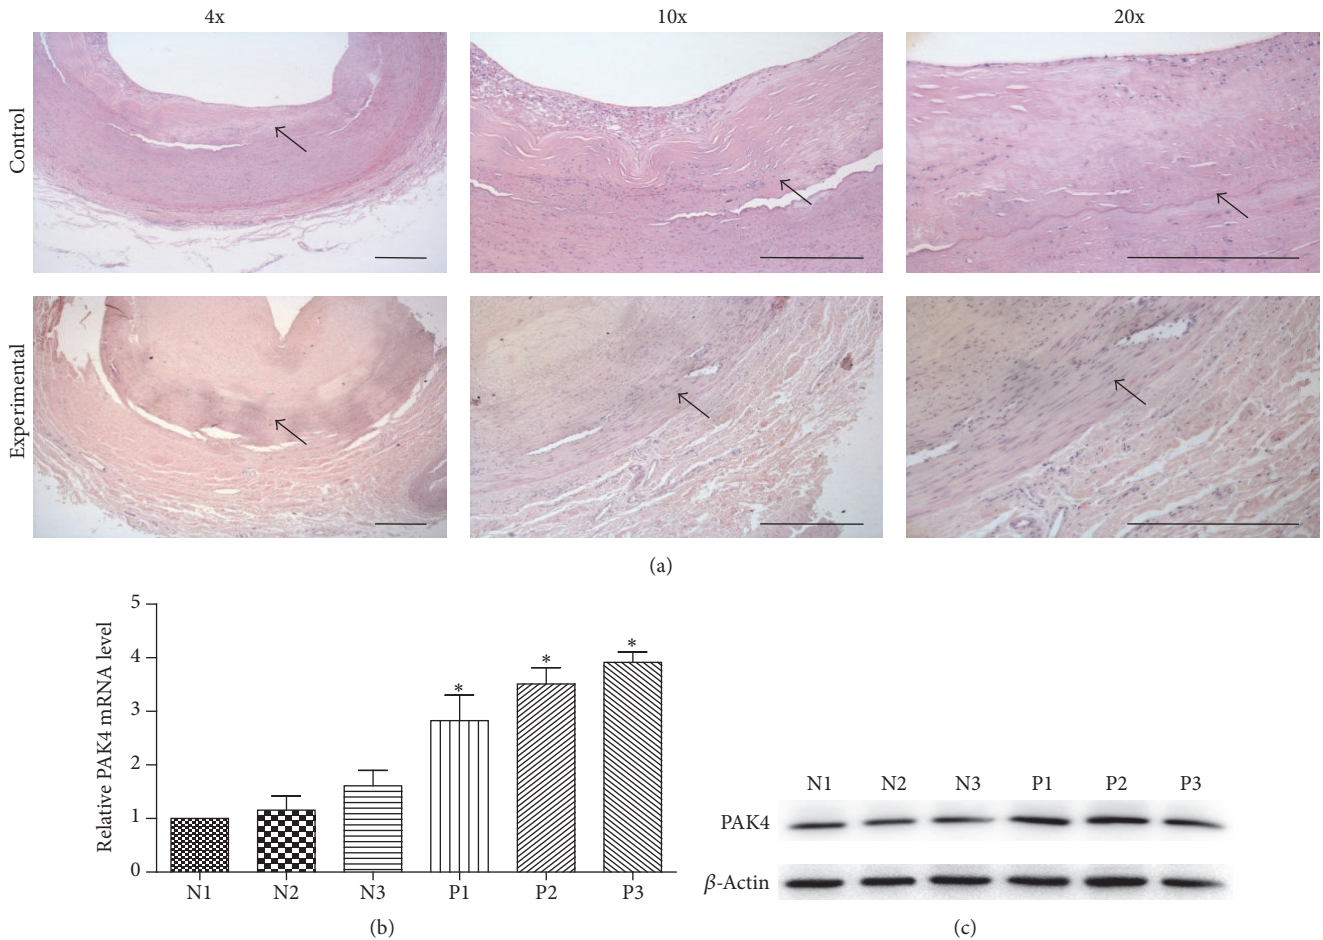 4x 10x 20x
Control
Experimental
(a)
Relative PAK4 mRNA level
5
4
3
2
1
0
* * *
N1 N2 N3 P1 P2 P3
(b)
N1 N2 N3 P1 P2 P3
PAK4
β-Actin
(c)